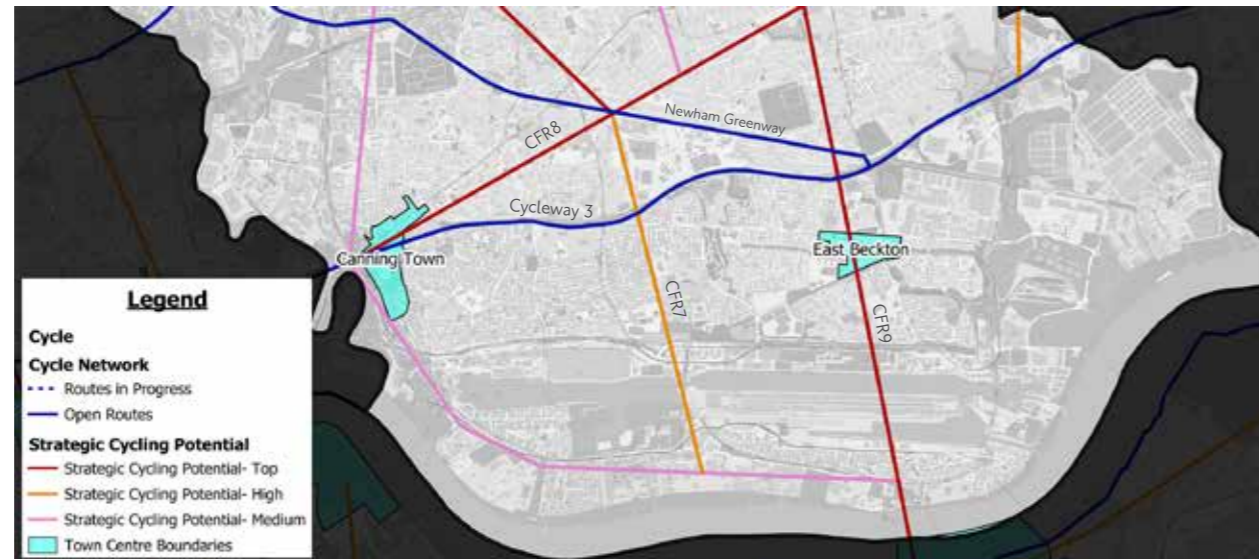 CFR8
Newham Greenway
Cycleway 3
Canning Town
East Beckton
CFR7
CFR9
Legend
Cycle
Cycle Network
Routes in Progress
Open Routes
Strategic Cycling Potential
Strategic Cycling Potential- Top
Strategic Cycling Potential- High
Strategic Cycling Potential- Medium
Town Centre Boundaries